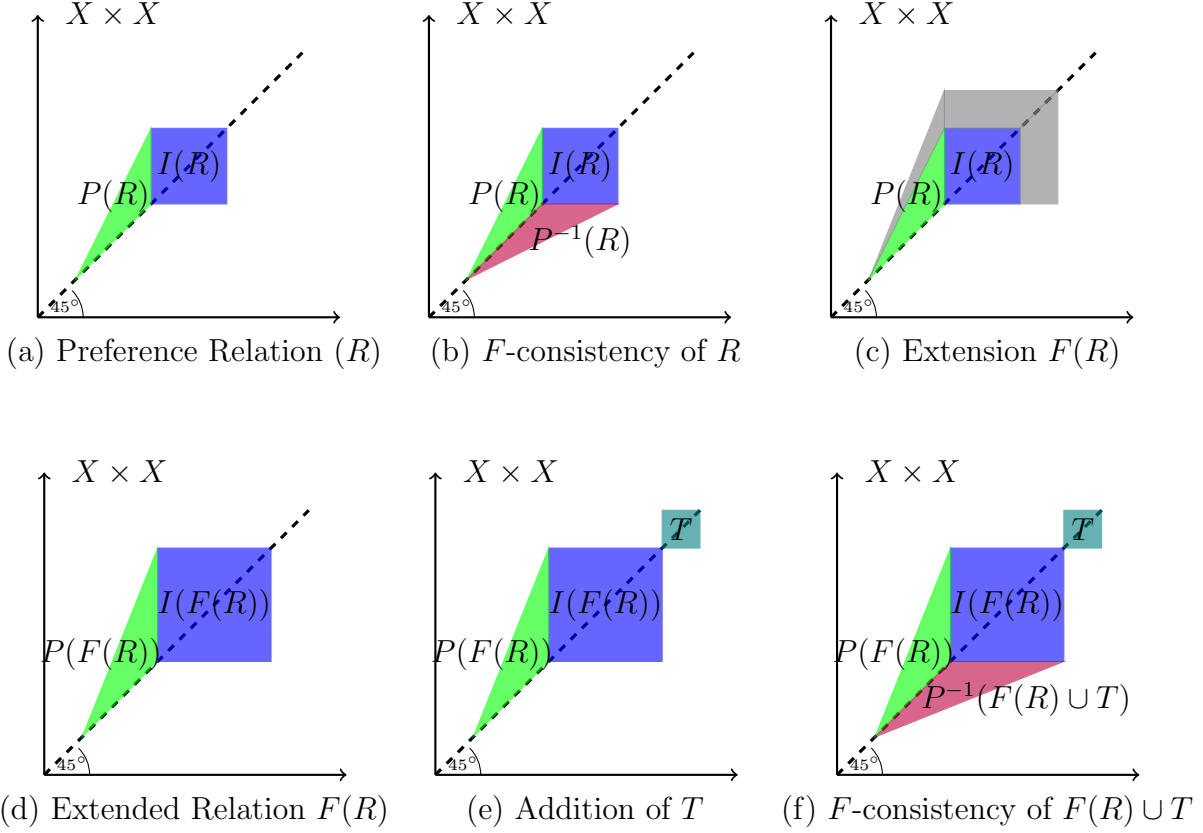 X × X
X × X
X × X
I(R)
I(R)
I(R)
P(R)
P(R)
P(R)
P⁻¹(R)
45°
45°
45°
(a) Preference Relation (R)
(b) F-consistency of R
(c) Extension F(R)
X × X
X × X
X × X
T
T
I(F(R))
I(F(R))
I(F(R))
P(F(R))
P(F(R))
P(F(R))
P⁻¹(F(R) ∪ T)
45°
45°
45°
(d) Extended Relation F(R)
(e) Addition of T
(f) F-consistency of F(R) ∪ T